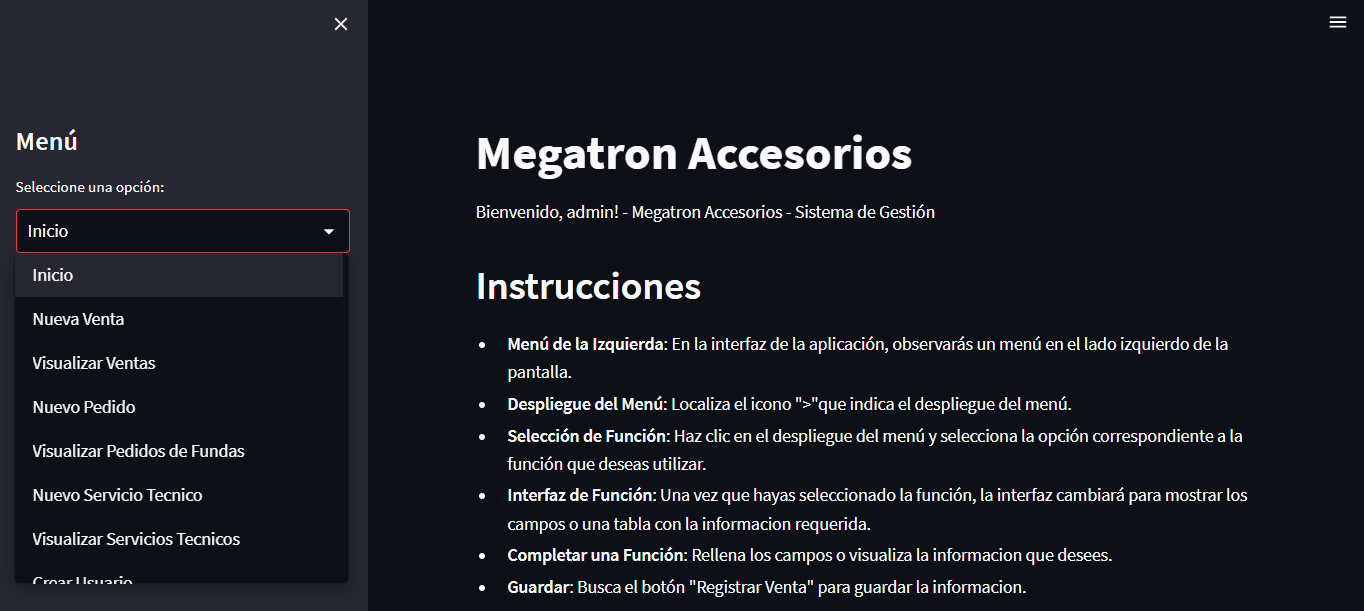 Menú
Seleccione una opción:
Inicio
Inicio
Nueva Venta
Visualizar Ventas
Nuevo Pedido
Visualizar Pedidos de Fundas
Nuevo Servicio Tecnico
Visualizar Servicios Tecnicos
Crear Usuario
Megatron Accesorios
Bienvenido, admin! - Megatron Accesorios - Sistema de Gestión
Instrucciones
• Menú de la Izquierda: En la interfaz de la aplicación, observarás un menú en el lado izquierdo de la
pantalla.
• Despliegue del Menú: Localiza el icono ">"que indica el despliegue del menú.
• Selección de Función: Haz clic en el despliegue del menú y selecciona la opción correspondiente a la
función que deseas utilizar.
• Interfaz de Función: Una vez que hayas seleccionado la función, la interfaz cambiará para mostrar los
campos o una tabla con la informacion requerida.
• Completar una Función: Rellena los campos o visualiza la informacion que desees.
• Guardar: Busca el botón "Registrar Venta" para guardar la informacion.